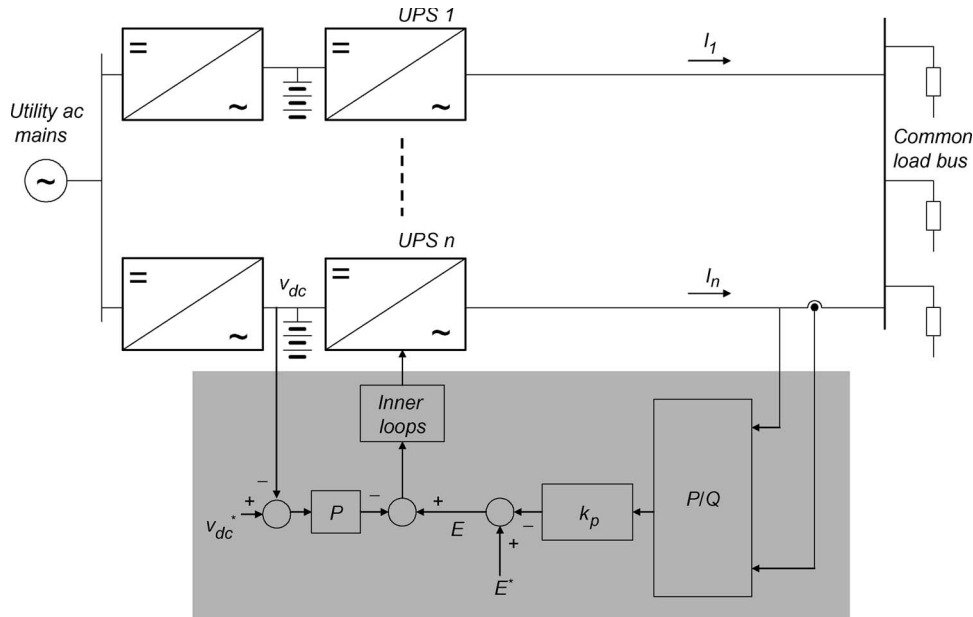 UPS 1
=
~
=
~
I1
Utility ac
mains
~
Common
load bus
UPS n
=
~
vdc
=
~
In
Inner
loops
P/Q
−
+
P
−
+
E
−
+
kp
vdc*
E*